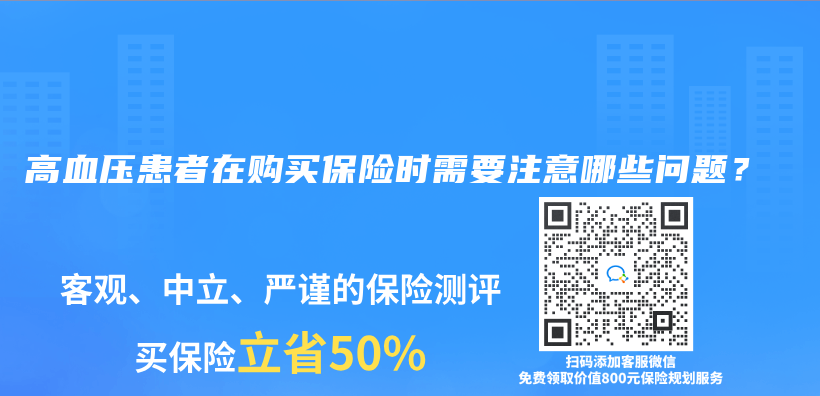 高血压患者在购买保险时需要注意哪些问题？
客观、中立、严谨的保险测评
买保险立省50%
扫码添加客服微信
免费领取价值800元保险规划服务